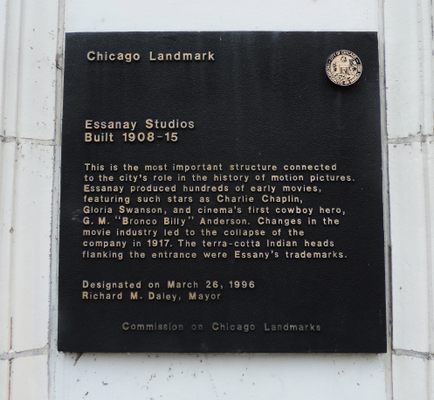 Chicago Landmark
Essanay Studios
Built 1908-15
This is the most important structure connected
to the city's role in the history of motion pictures.
Essanay produced hundreds of early movies,
featuring such stars as Charlie Chaplin,
Gloria Swanson, and cinema's first cowboy hero,
G. M. "Bronco Billy" Anderson. Changes in the
movie industry led to the collapse of the
company in 1917. The terra-cotta Indian heads
flanking the entrance were Essany's trademarks.
Designated on March 26, 1996
Richard M. Daley, Mayor
Commission on Chicago Landmarks